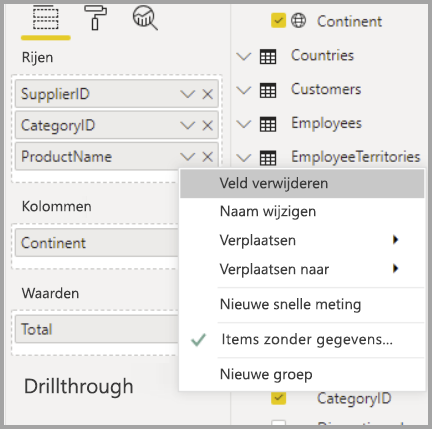 Rijen
SupplierID
CategoryID
ProductName
Kolommen
Continent
Waarden
Total
Drillthrough
Continent
Countries
Customers
Employees
EmployeeTerritories
Veld verwijderen
Naam wijzigen
Verplaatsen
Verplaatsen naar
Nieuwe snelle meting
Items zonder gegevens...
Nieuwe groep
CategoryID